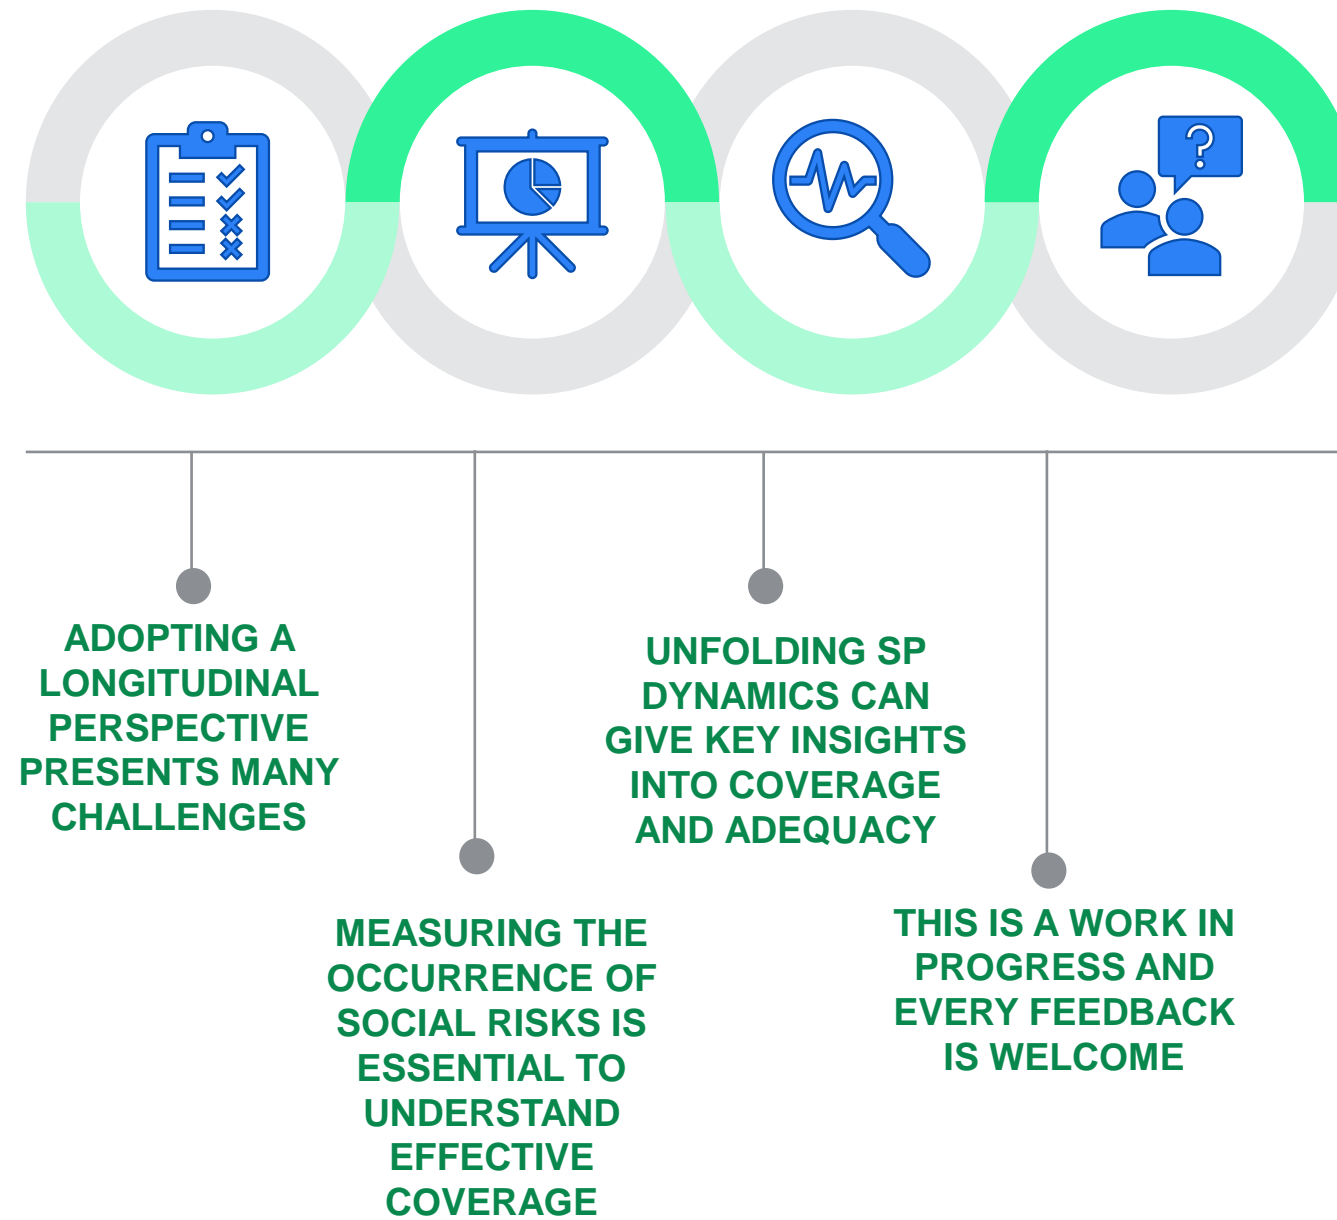 ADOPTING A
LONGITUDINAL
PERSPECTIVE
PRESENTS MANY
CHALLENGES
MEASURING THE
OCCURRENCE OF
SOCIAL RISKS IS
ESSENTIAL TO
UNDERSTAND
EFFECTIVE
COVERAGE
UNFOLDING SP
DYNAMICS CAN
GIVE KEY INSIGHTS
INTO COVERAGE
AND ADEQUACY
THIS IS A WORK IN
PROGRESS AND
EVERY FEEDBACK
IS WELCOME